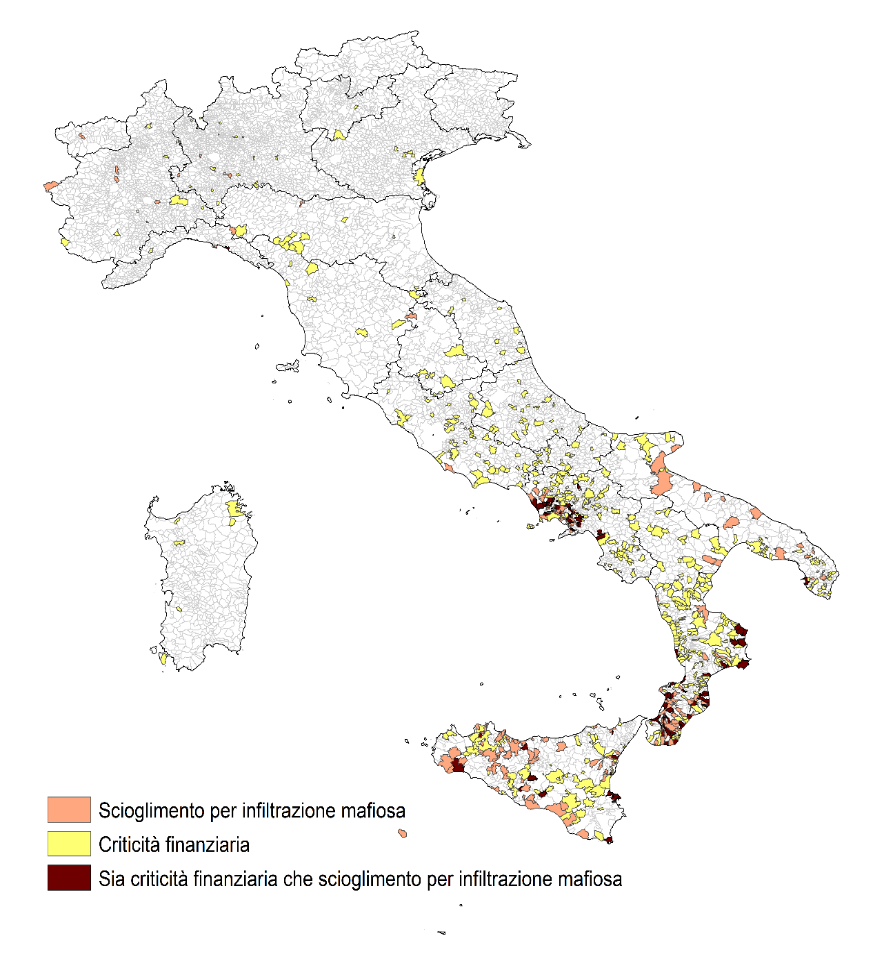 Scioglimento per infiltrazione mafiosa
Criticità finanziaria
Sia criticità finanziaria che scioglimento per infiltrazione mafiosa